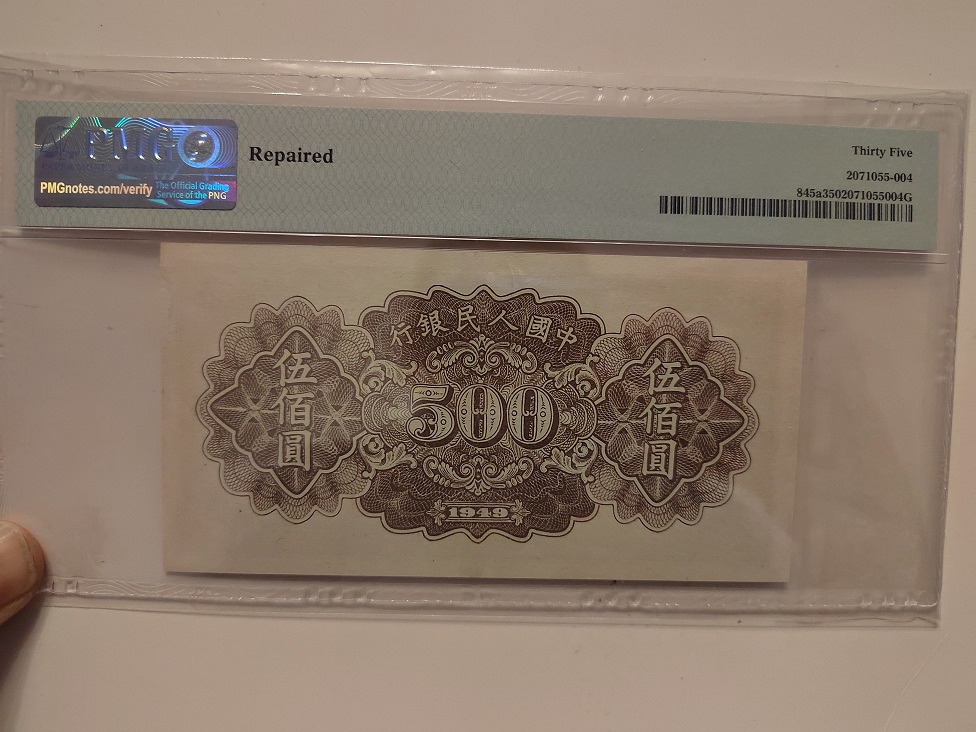 PMG
PMGnotes.com/verify
The Official Grading
Service of the PNG
Repaired
Thirty Five
2071055-004
845a3502071055004G
行銀民人國中
伍佰圓
500
伍佰圓
1949